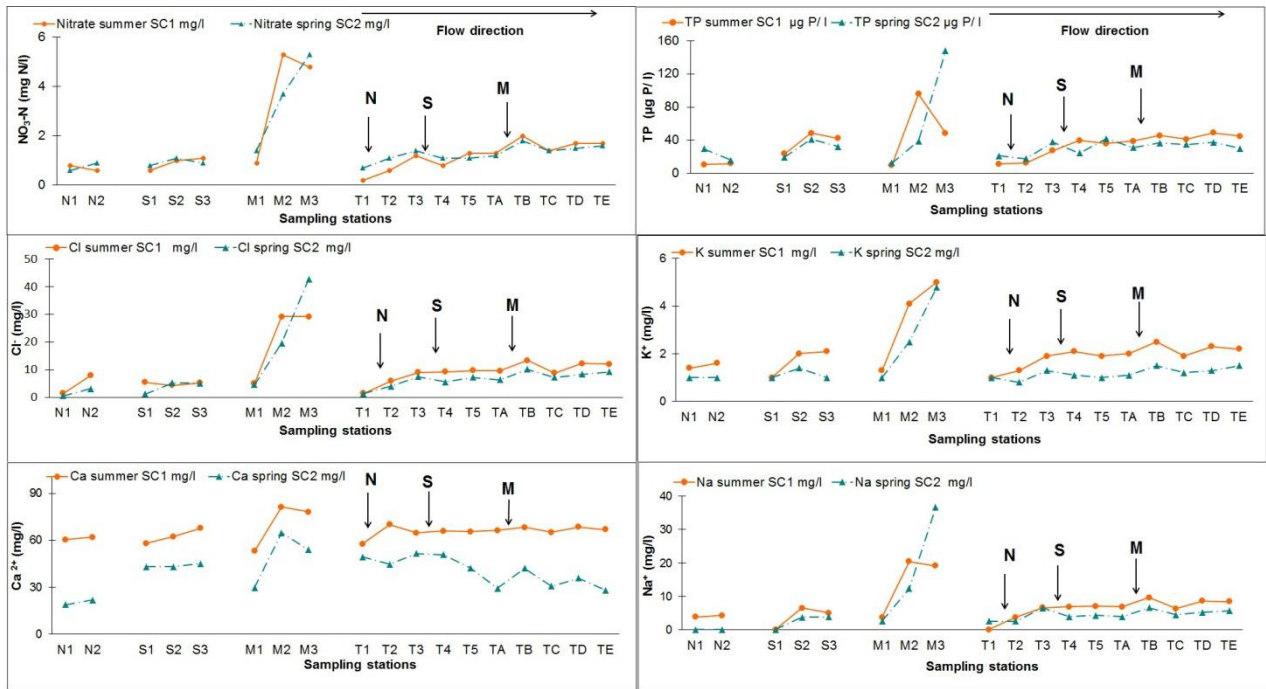 Nitrate summer SC1 mg/l
Nitrate spring SC2 mg/l
Flow direction
6
4
2
0
NO₃-N (mg N/l)
N
S
M
N1 N2 S1 S2 S3 M1 M2 M3 T1 T2 T3 T4 T5 TA TB TC TD TE
Sampling stations
TP summer SC1 µg P/ l
TP spring SC2 µg P/ l
Flow direction
160
120
80
40
0
TP (µg P/ l)
N
S
M
N1 N2 S1 S2 S3 M1 M2 M3 T1 T2 T3 T4 T5 TA TB TC TD TE
Sampling stations
Cl summer SC1 mg/l
Cl spring SC2 mg/l
50
40
30
20
10
0
Cl⁻ (mg/l)
N
S
M
N1 N2 S1 S2 S3 M1 M2 M3 T1 T2 T3 T4 T5 TA TB TC TD TE
Sampling stations
K summer SC1 mg/l
K spring SC2 mg/l
6
4
2
0
K⁺ (mg/l)
N
S
M
N1 N2 S1 S2 S3 M1 M2 M3 T1 T2 T3 T4 T5 TA TB TC TD TE
Sampling stations
Ca summer SC1 mg/l
Ca spring SC2 mg/l
90
60
30
0
Ca ²⁺ (mg/l)
N
S
M
N1 N2 S1 S2 S3 M1 M2 M3 T1 T2 T3 T4 T5 TA TB TC TD TE
Sampling stations
Na summer SC1 mg/l
Na spring SC2 mg/l
40
30
20
10
0
Na⁺ (mg/l)
N
S
M
N1 N2 S1 S2 S3 M1 M2 M3 T1 T2 T3 T4 T5 TA TB TC TD TE
Sampling stations